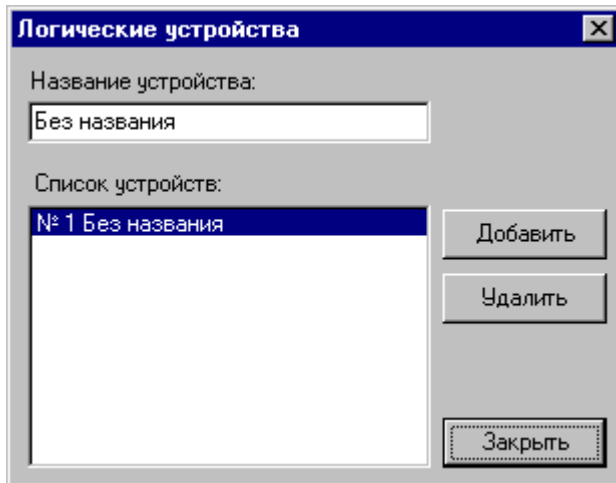 Логические устройства
Название устройства:
Без названия
Список устройств:
№ 1 Без названия
Добавить
Удалить
Закрыть